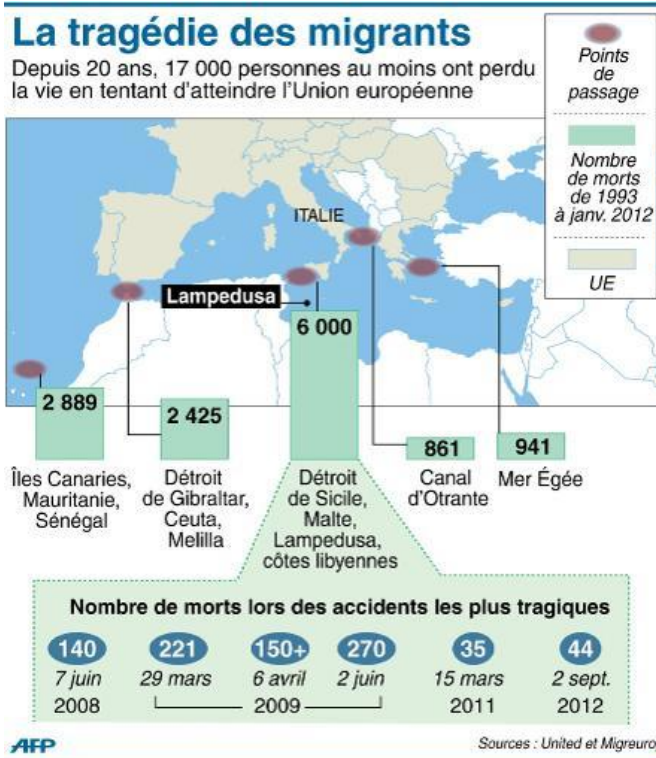 La tragédie des migrants
Depuis 20 ans, 17 000 personnes au moins ont perdu
la vie en tentant d'atteindre l'Union européenne
Points
de
passage
Nombre
de morts
de 1993
à janv. 2012
UE
ITALIE
Lampedusa
2 889
Îles Canaries,
Mauritanie,
Sénégal
2 425
Détroit
de Gibraltar,
Ceuta,
Melilla
6 000
Détroit
de Sicile,
Malte,
Lampedusa,
côtes libyennes
861
Canal
d'Otrante
941
Mer Égée
Nombre de morts lors des accidents les plus tragiques
140 221 150+ 270 35 44
7 juin 29 mars 6 avril 2 juin 15 mars 2 sept.
2008 2009 2011 2012
AFP
Sources : United et Migreurop